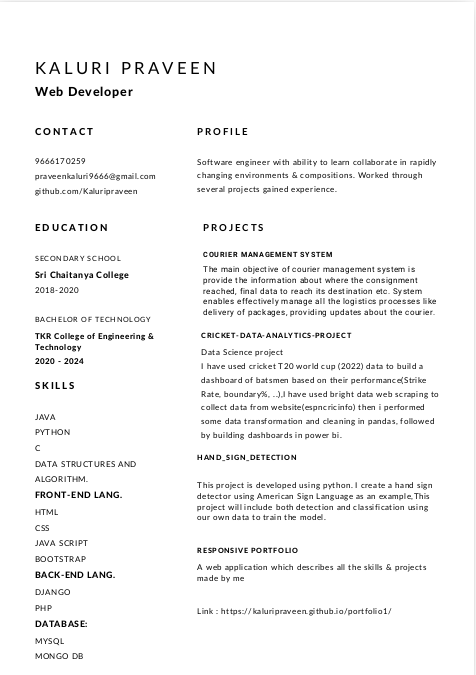 KALURI PRAVEEN
Web Developer
CONTACT
9666170259
praveenkaluri9666@gmail.com
github.com/Kaluripraveen
EDUCATION
SECONDARY SCHOOL
Sri Chaitanya College
2018-2020
BACHELOR OF TECHNOLOGY
TKR College of Engineering &
Technology
2020 - 2024
SKILLS
JAVA
PYTHON
C
DATA STRUCTURES AND
ALGORITHM.
FRONT-END LANG.
HTML
CSS
JAVA SCRIPT
BOOTSTRAP
BACK-END LANG.
DJANGO
PHP
DATABASE:
MYSQL
MONGO DB
PROFILE
Software engineer with ability to learn collaborate in rapidly
changing environments & compositions. Worked through
several projects gained experience.
PROJECTS
COURIER MANAGEMENT SYSTEM
The main objective of courier management system is
provide the information about where the consignment
reached, final data to reach its destination etc. System
enables effectively manage all the logistics processes like
delivery of packages, providing updates about the courier.
CRICKET-DATA-ANALYTICS-PROJECT
Data Science project
I have used cricket T20 world cup (2022) data to build a
dashboard of batsmen based on their performance(Strike
Rate, boundary%, ..),I have used bright data web scraping to
collect data from website(espncricinfo) then i performed
some data transformation and cleaning in pandas, followed
by building dashboards in power bi.
HAND_SIGN_DETECTION
This project is developed using python. I create a hand sign
detector using American Sign Language as an example,This
project will include both detection and classification using
our own data to train the model.
RESPONSIVE PORTFOLIO
A web application which describes all the skills & projects
made by me
Link : https://kaluripraveen.github.io/portfolio1/